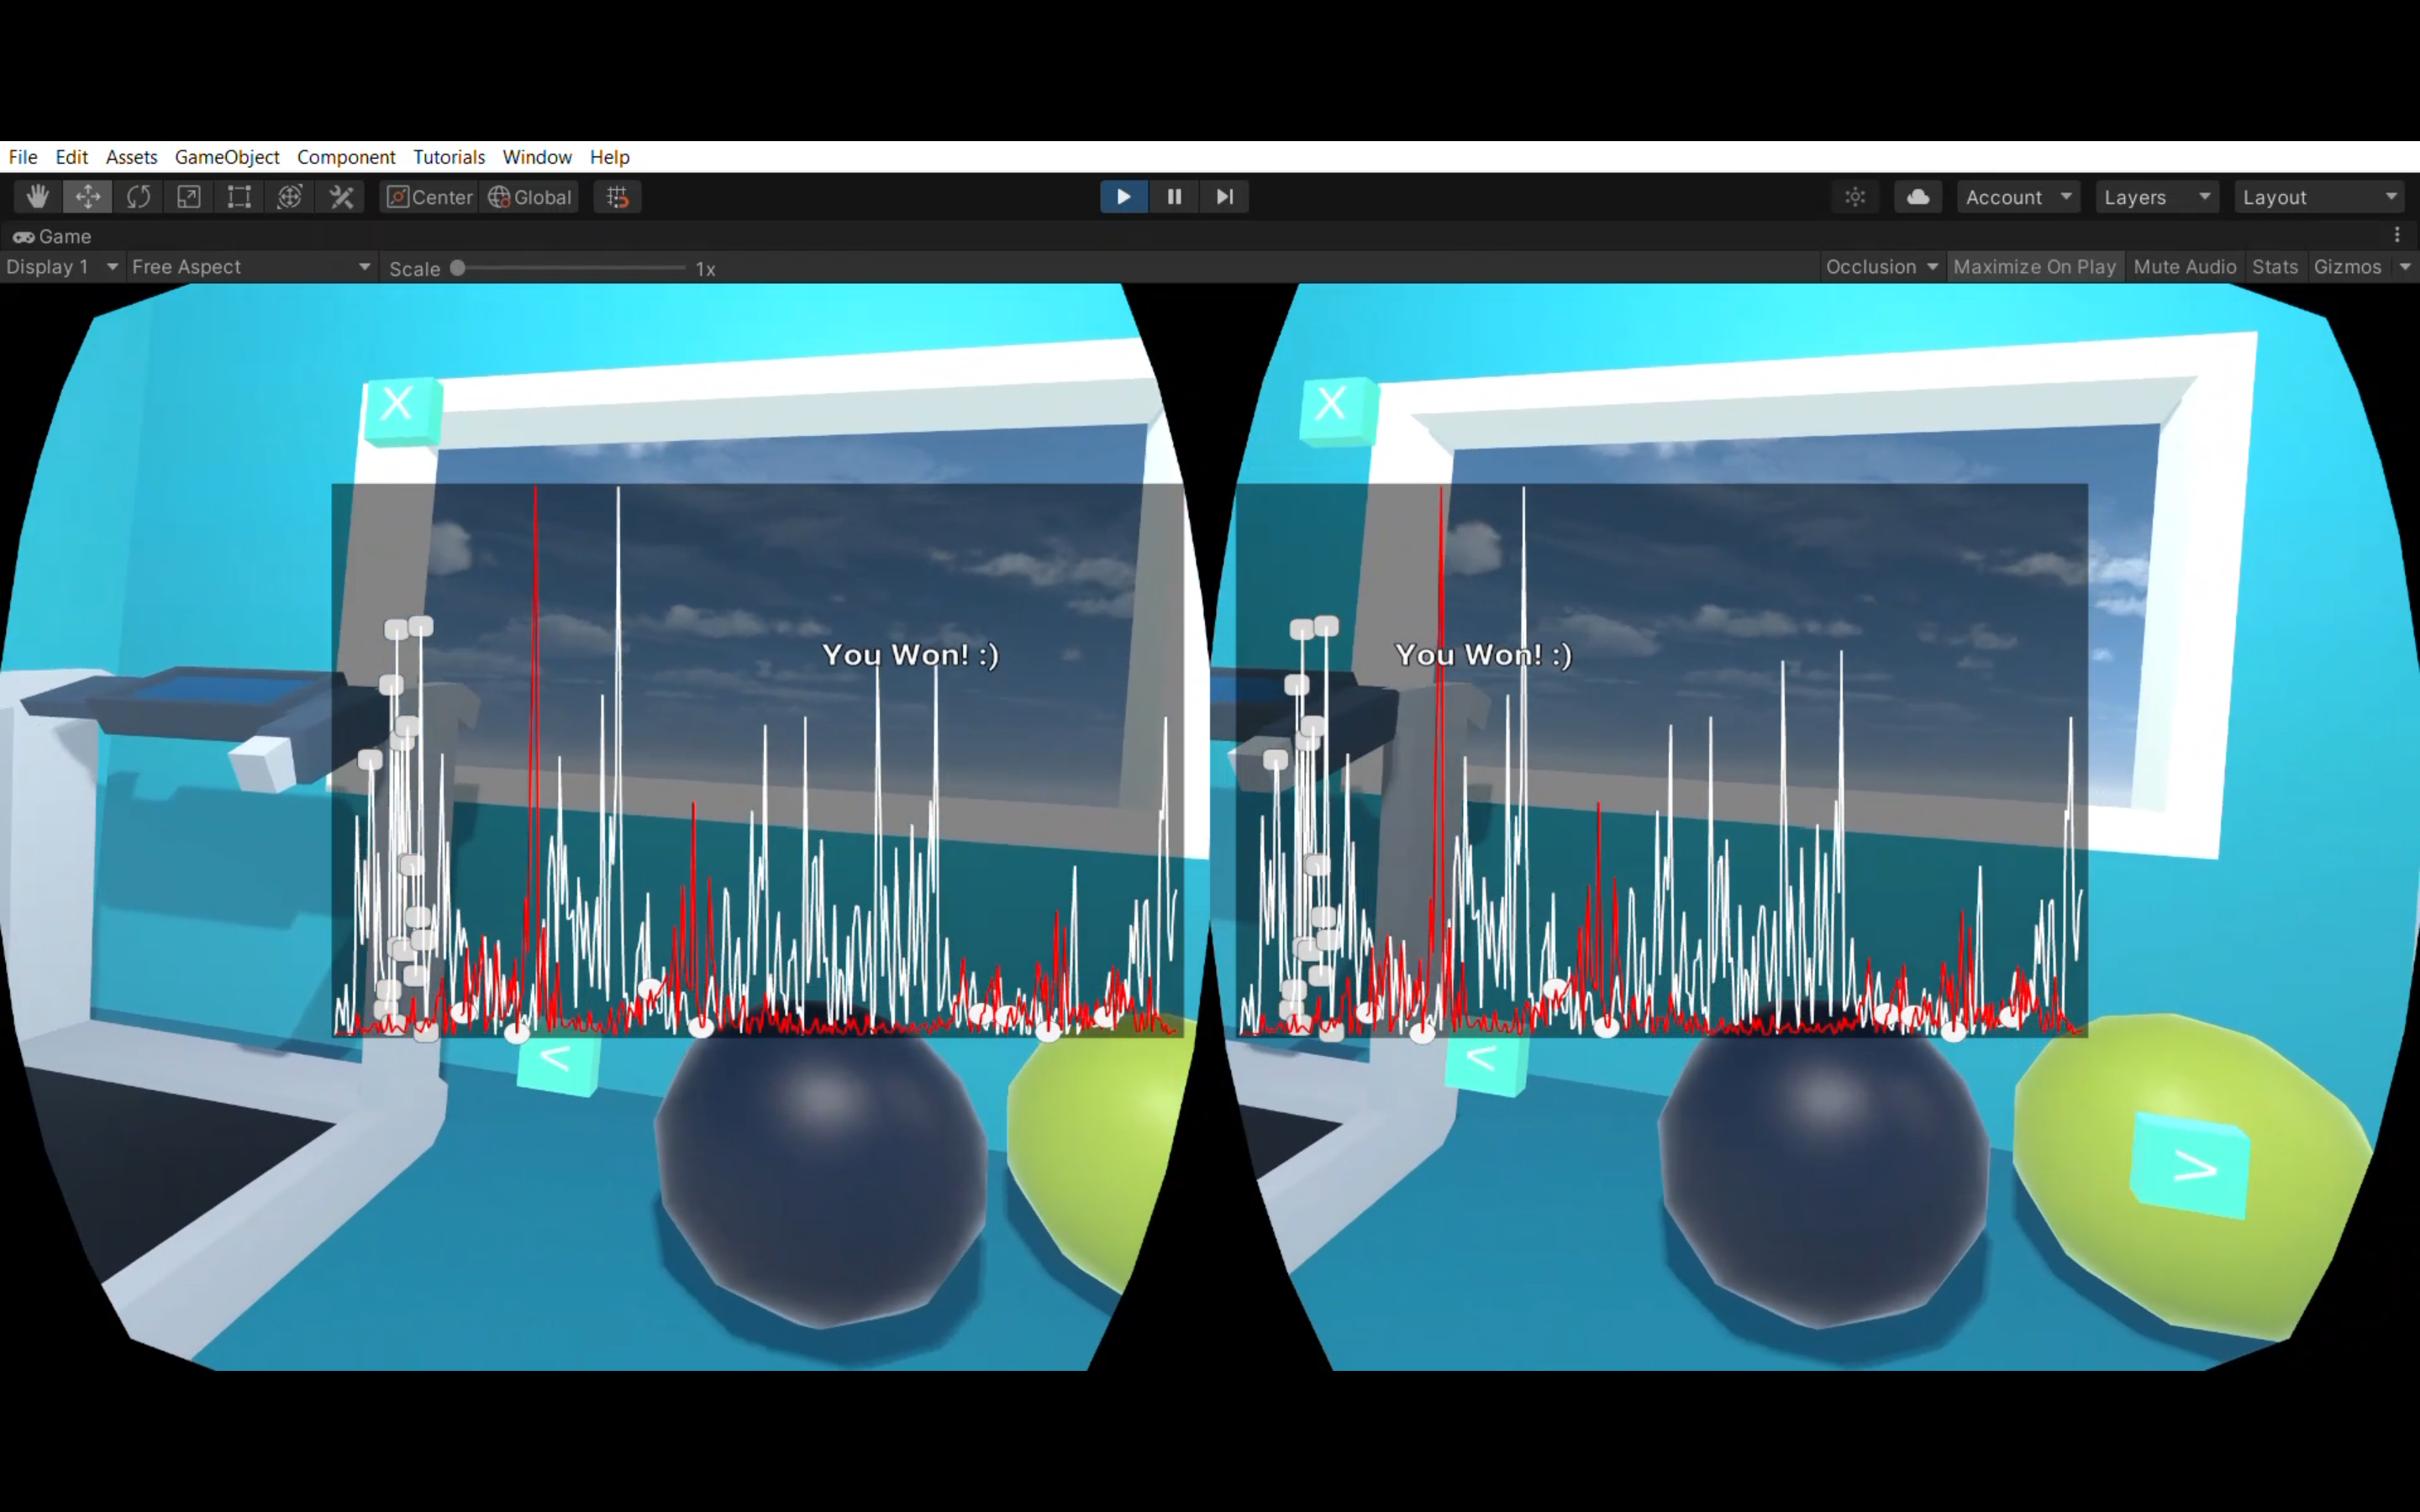 File Edit Assets GameObject Component Tutorials Window Help
Center Global Account Layers Layout
Game
Display 1 Free Aspect Scale 1x Occlusion Maximize On Play Mute Audio Stats Gizmos
X X
You Won! :) You Won! :)
< <
>